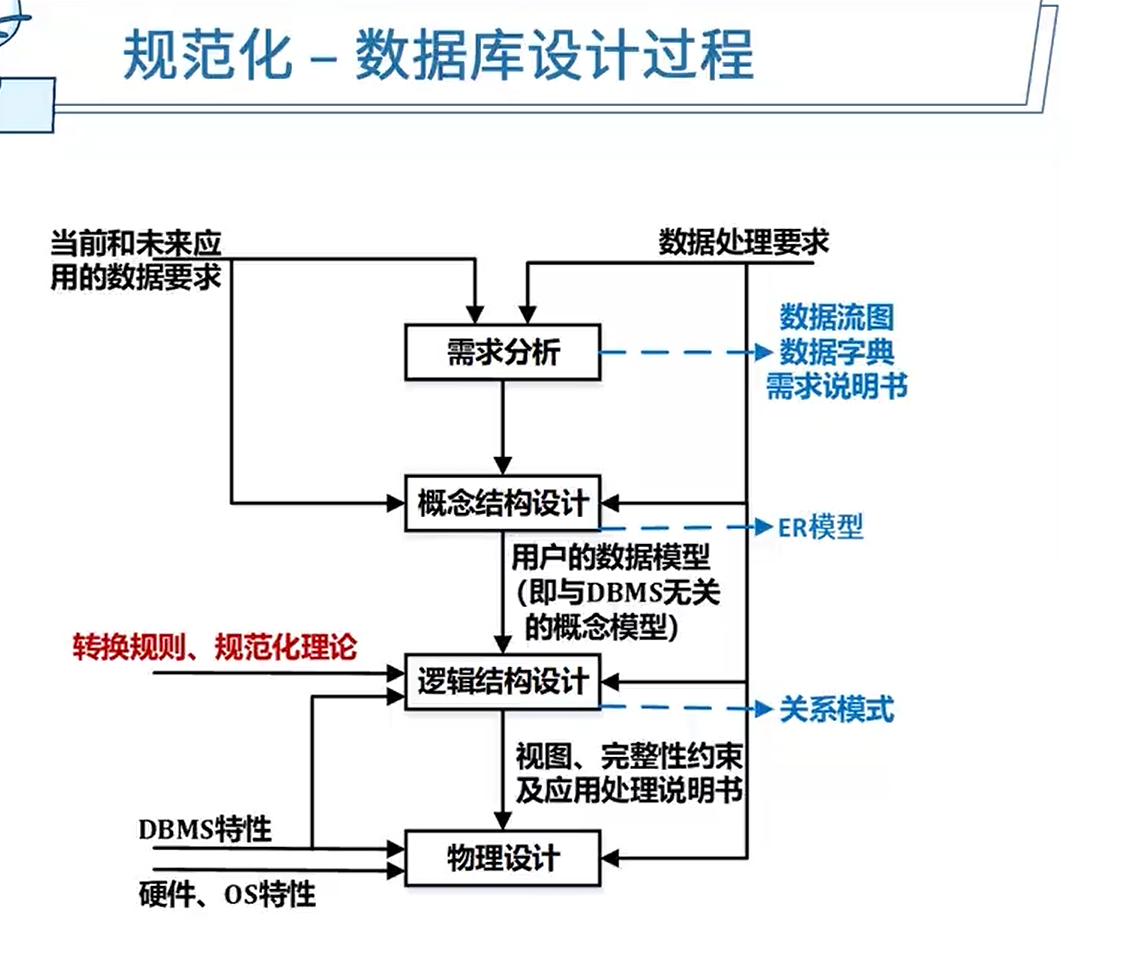 规范化 – 数据库设计过程
当前和未来应
用的数据要求
数据处理要求
数据流图
数据字典
需求说明书
需求分析
概念结构设计
ER模型
用户的数据模型
（即与DBMS无关
的概念模型）
转换规则、规范化理论
逻辑结构设计
关系模式
视图、完整性约束
及应用处理说明书
DBMS特性
物理设计
硬件、OS特性